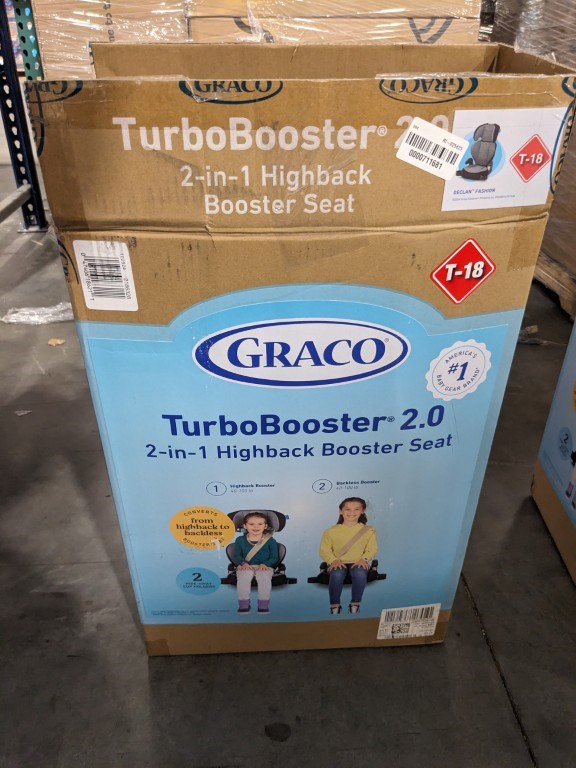 GRACO
GRACO
TurboBooster® 2.0
2-in-1 Highback
Booster Seat
0000711681
T-18
DECLAN™ FASHION
T-18
GRACO®
AMERICA'S
#1
BABY GEAR BRAND
TurboBooster® 2.0
2-in-1 Highback Booster Seat
1 Highback Booster
2 Backless Booster
CONVERTS
from
highback to
backless
BOOSTER
2